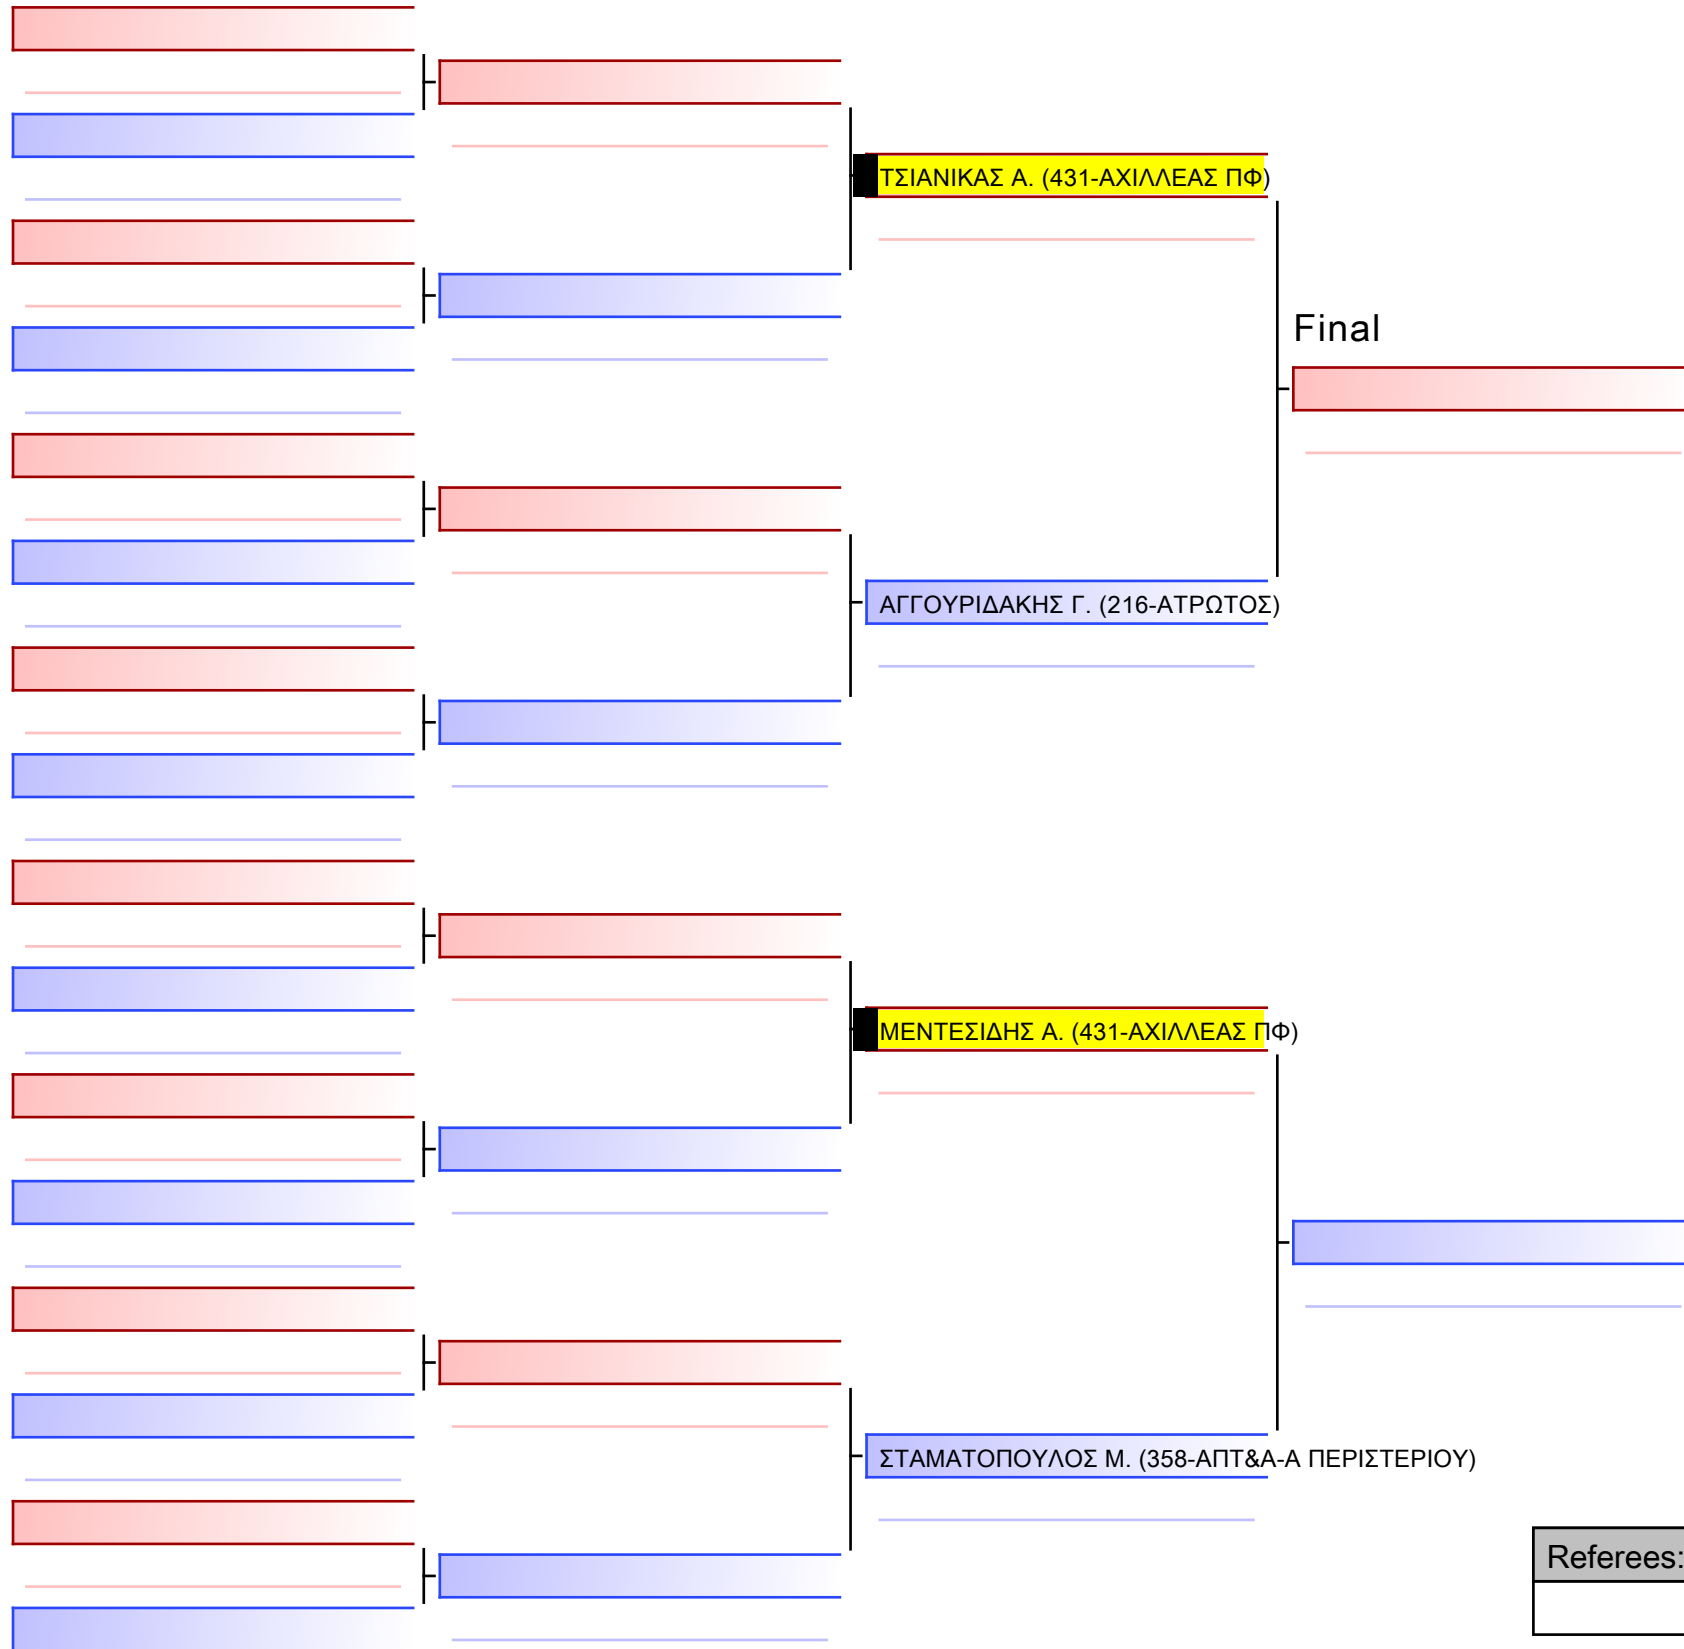 ΤΣΙΑΝΙΚΑΣ Α. (431-ΑΧΙΛΛΕΑΣ ΠΦ)
Final
ΑΓΓΟΥΡΙΔΑΚΗΣ Γ. (216-ΑΤΡΩΤΟΣ)
ΜΕΝΤΕΣΙΔΗΣ Α. (431-ΑΧΙΛΛΕΑΣ ΠΦ)
ΣΤΑΜΑΤΟΠΟΥΛΟΣ Μ. (358-ΑΠΤ&Α-Α ΠΕΡΙΣΤΕΡΙΟΥ)
Referees: